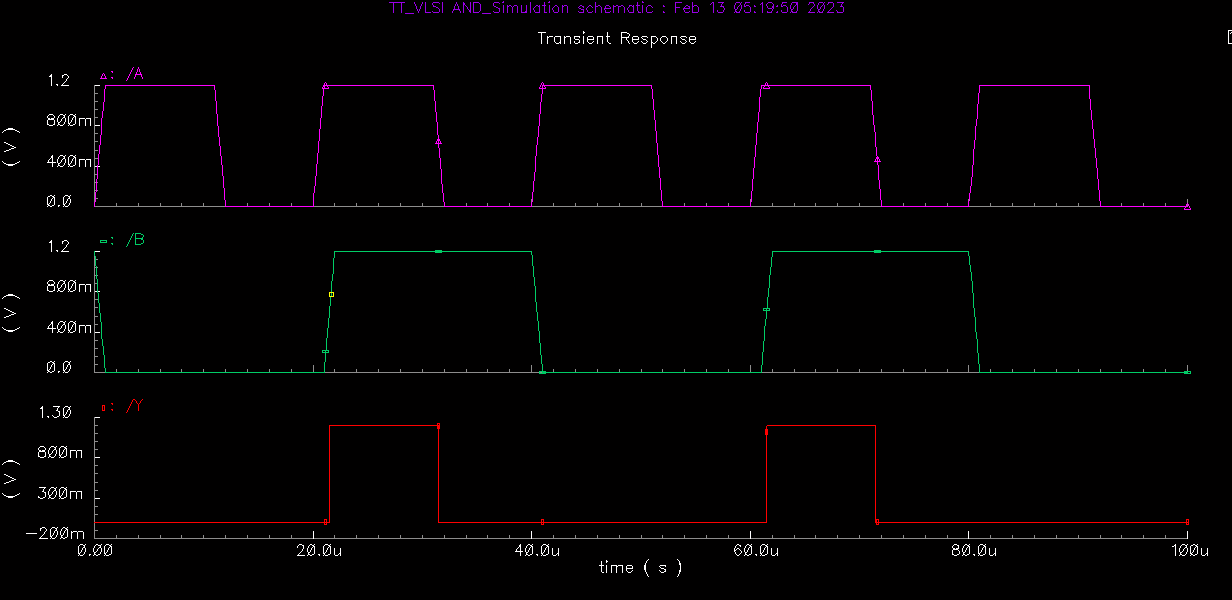 TT_VLSI AND_Simulation schematic : Feb 13 05:19:50 2023
Transient Response
: /A
1.2
800m
400m
0.0
(V)
: /B
1.2
800m
400m
0.0
(V)
: /Y
1.30
800m
300m
-200m
(V)
0.00 20.0u 40.0u 60.0u 80.0u 100u
time ( s )